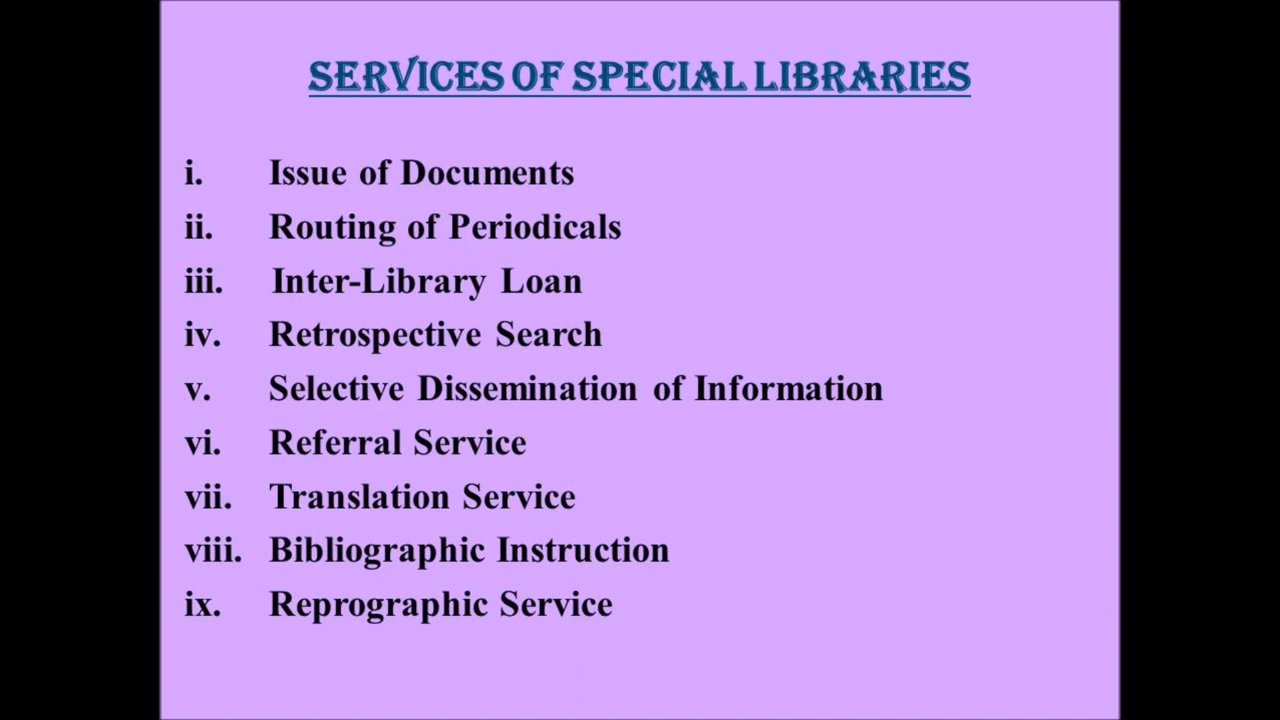 SERVICES OF SPECIAL LIBRARIES
i. Issue of Documents
ii. Routing of Periodicals
iii. Inter-Library Loan
iv. Retrospective Search
v. Selective Dissemination of Information
vi. Referral Service
vii. Translation Service
viii. Bibliographic Instruction
ix. Reprographic Service